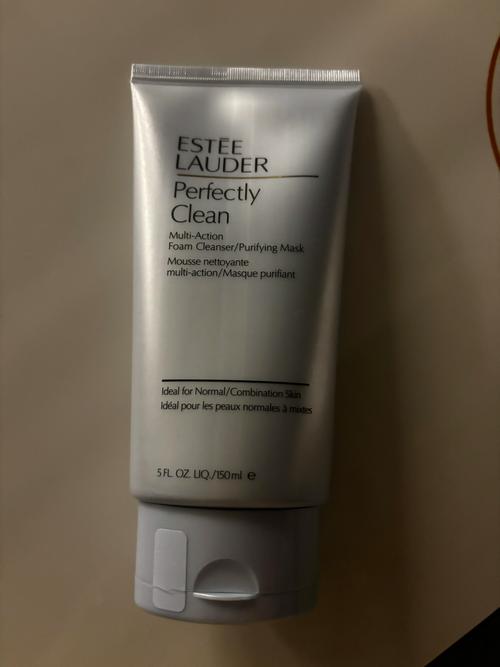 ESTĒE
LAUDER
Perfectly
Clean
Multi-Action
Foam Cleanser/Purifying Mask
Mousse nettoyante
multi-action/Masque purifiant
Ideal for Normal/Combination Skin
Idéal pour les peaux normales à mixtes
5 FL. OZ. LIQ./150 ml ℮